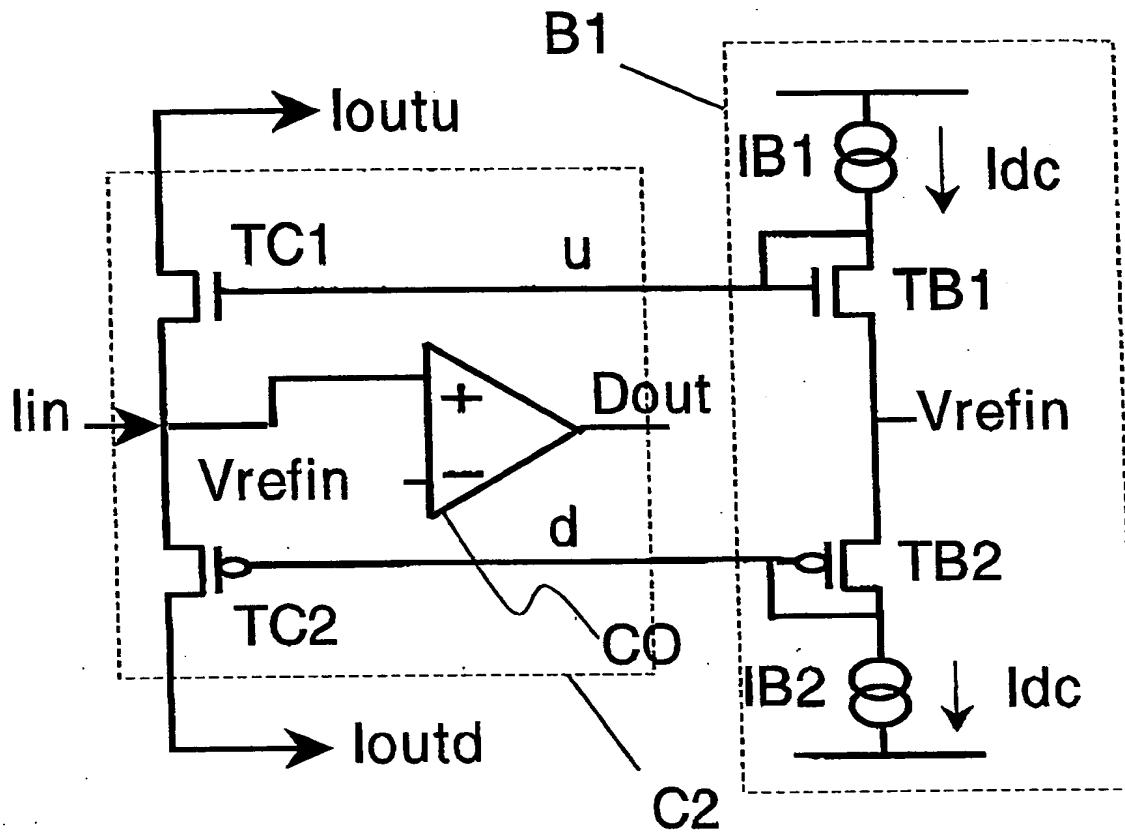 B1
Ioutu
IB1
Idc
TC1
u
TB1
Iin
+
Dout
Vrefin
Vrefin
−
d
TB2
TC2
CO
IB2
Idc
Ioutd
C2